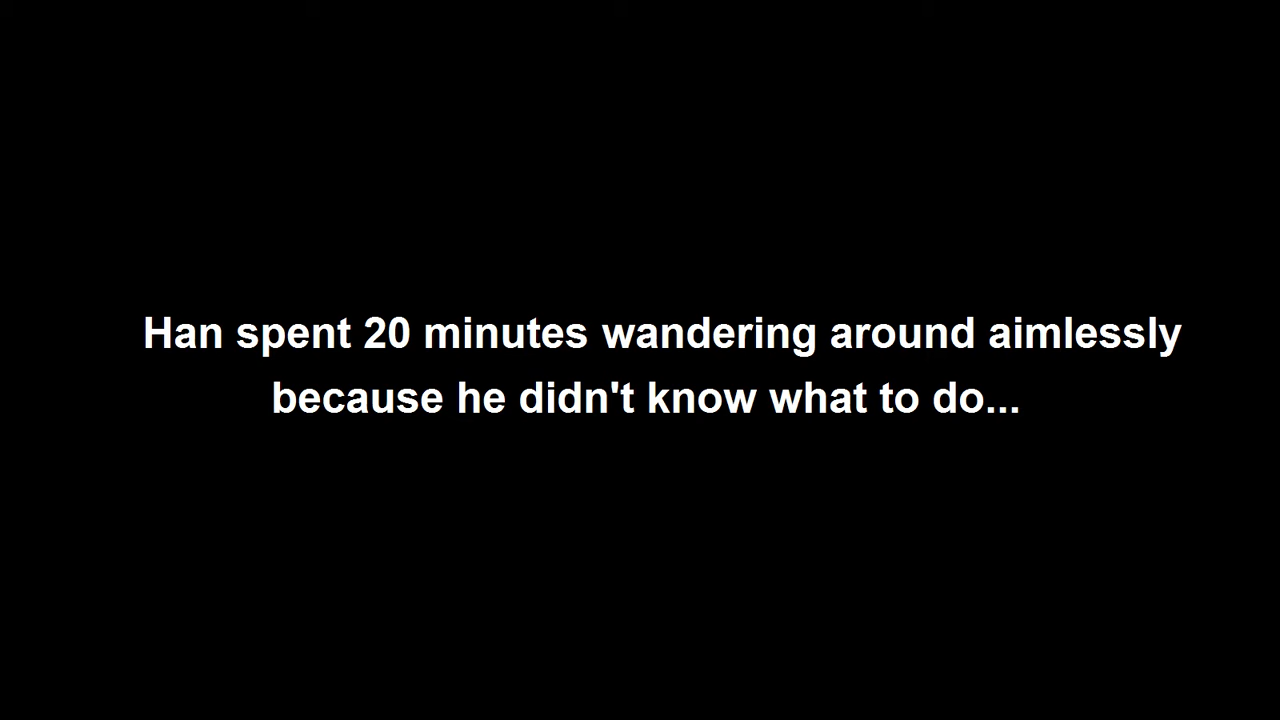 Han spent 20 minutes wandering around aimlessly
because he didn't know what to do...